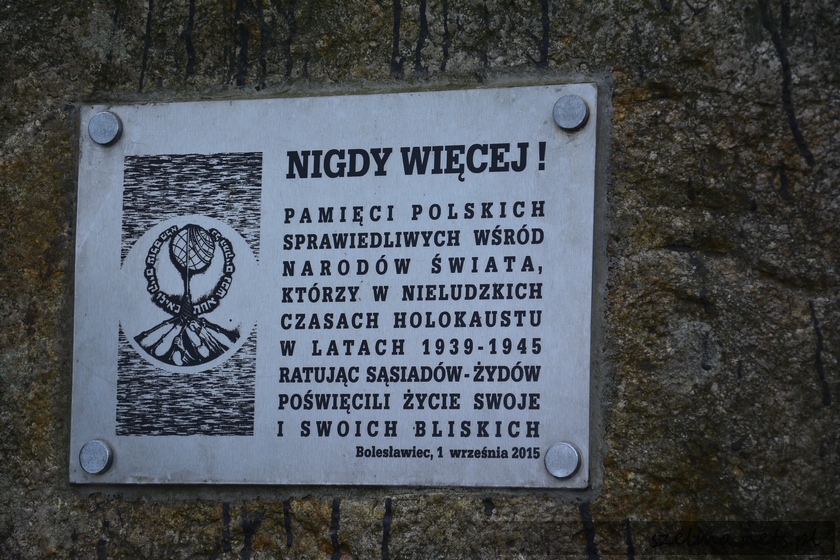 NIGDY WIĘCEJ !
PAMIĘCI POLSKICH
SPRAWIEDLIWYCH WŚRÓD
NARODÓW ŚWIATA,
KTÓRZY W NIELUDZKICH
CZASACH HOLOKAUSTU
W LATACH 1939-1945
RATUJĄC SĄSIADÓW-ŻYDÓW
POŚWIĘCILI ŻYCIE SWOJE
I SWOICH BLISKICH
Bolesławiec, 1 września 2015